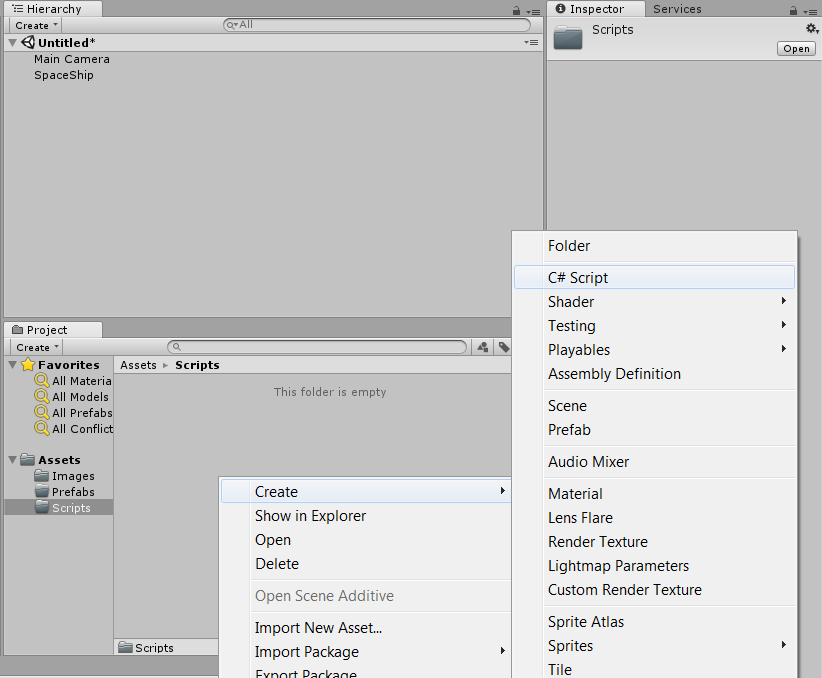 Hierarchy
Create
All
Untitled*
Main Camera
SpaceShip
Inspector
Services
Scripts
Open
Project
Create
Favorites
All Materia
All Models
All Prefabs
All Conflict
Assets
Images
Prefabs
Scripts
Assets
Scripts
This folder is empty
Scripts
Create
Show in Explorer
Open
Delete
Open Scene Additive
Import New Asset...
Import Package
Export Package
Folder
C# Script
Shader
Testing
Playables
Assembly Definition
Scene
Prefab
Audio Mixer
Material
Lens Flare
Render Texture
Lightmap Parameters
Custom Render Texture
Sprite Atlas
Sprites
Tile